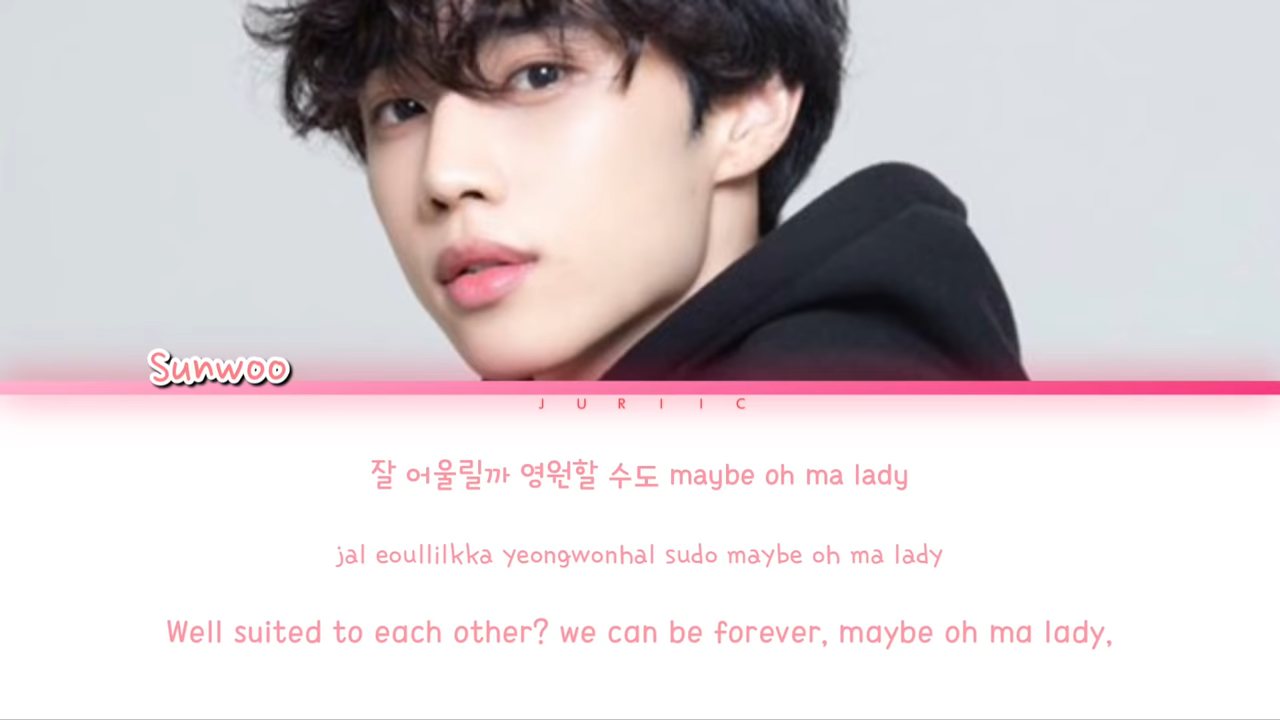 Sunwoo
JURIIC
잘 어울릴까 영원할 수도 maybe oh ma lady
jal eoullilkka yeongwonhal sudo maybe oh ma lady
Well suited to each other? we can be forever, maybe oh ma lady,